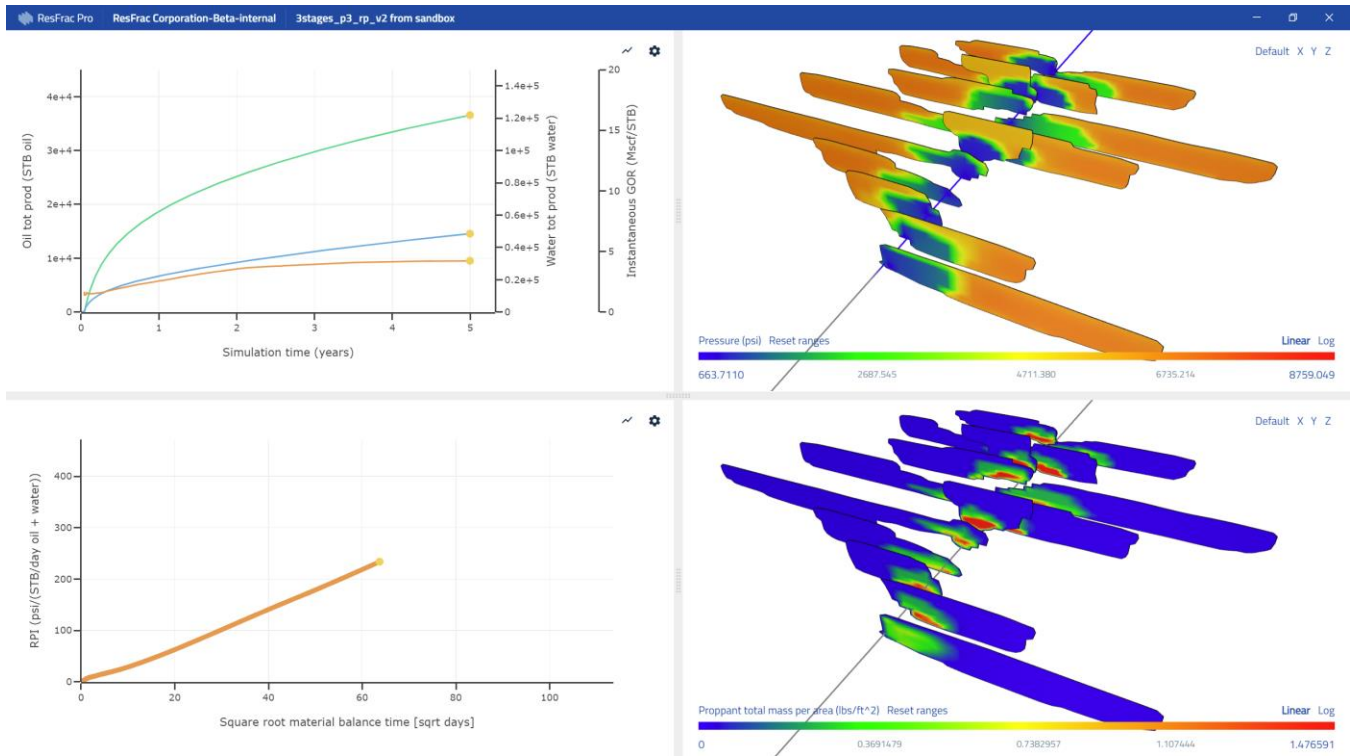 ResFrac Pro ResFrac Corporation-Beta-internal 3stages_p3_rp_v2 from sandbox
Oil tot prod (STB oil)
4e+4
3e+4
2e+4
1e+4
0
Water tot prod (STB water)
1.4e+5
1.2e+5
1e+5
0.8e+5
0.6e+5
0.4e+5
0.2e+5
0
Instantaneous GOR (Mscf/STB)
20
15
10
5
0
0 1 2 3 4 5
Simulation time (years)
Default X Y Z
Pressure (psi) Reset ranges Linear Log
663.7110 2687.545 4711.380 6735.214 8759.049
RPI (psi/(STB/day oil + water))
400
300
200
100
0
0 20 40 60 80 100
Square root material balance time [sqrt days]
Default X Y Z
Proppant total mass per area (lbs/ft^2) Reset ranges Linear Log
0 0.3691479 0.7382957 1.107444 1.476591